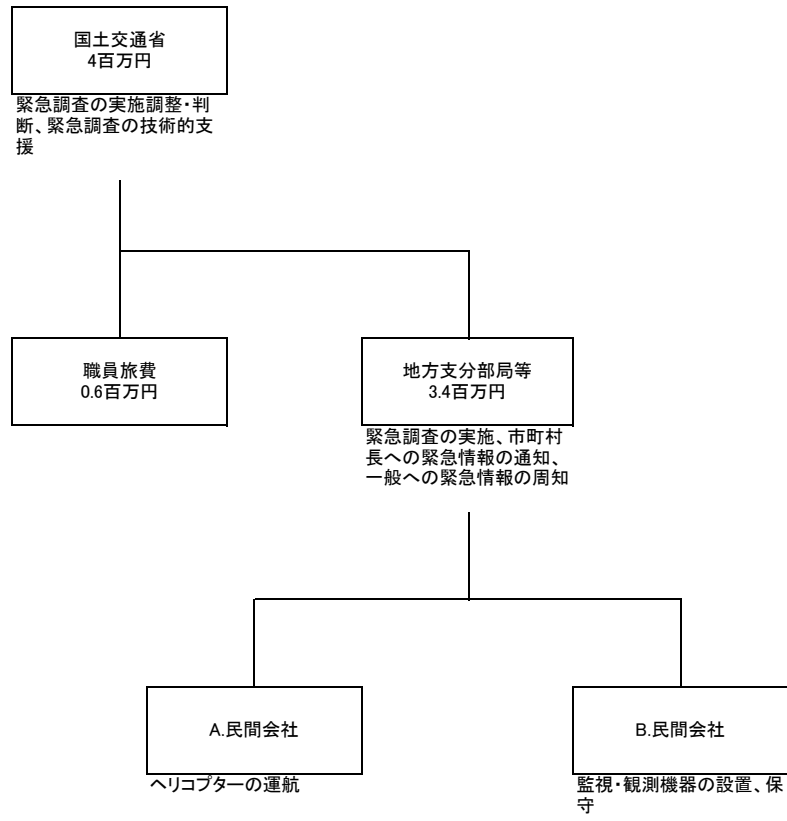 国土交通省
4百万円
緊急調査の実施調整・判
断、緊急調査の技術的支
援
職員旅費
0.6百万円
地方支分部局等
3.4百万円
緊急調査の実施、市町村
長への緊急情報の通知、
一般への緊急情報の周知
A.民間会社
ヘリコプターの運航
B.民間会社
監視・観測機器の設置、保
守